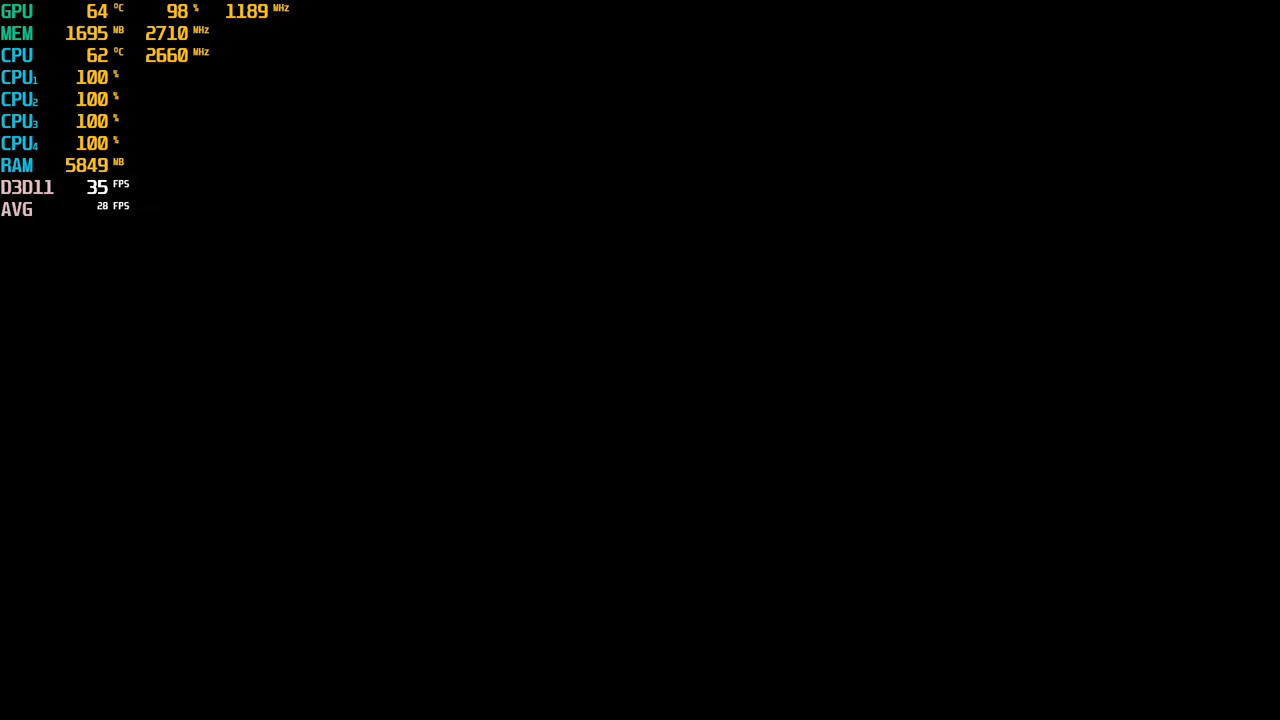 GPU 64 °C 98 % 1189 MHz
MEM 1695 MB 2710 MHz
CPU 62 °C 2660 MHz
CPU1 100 %
CPU2 100 %
CPU3 100 %
CPU4 100 %
RAM 5849 MB
D3D11 35 FPS
AVG 28 FPS